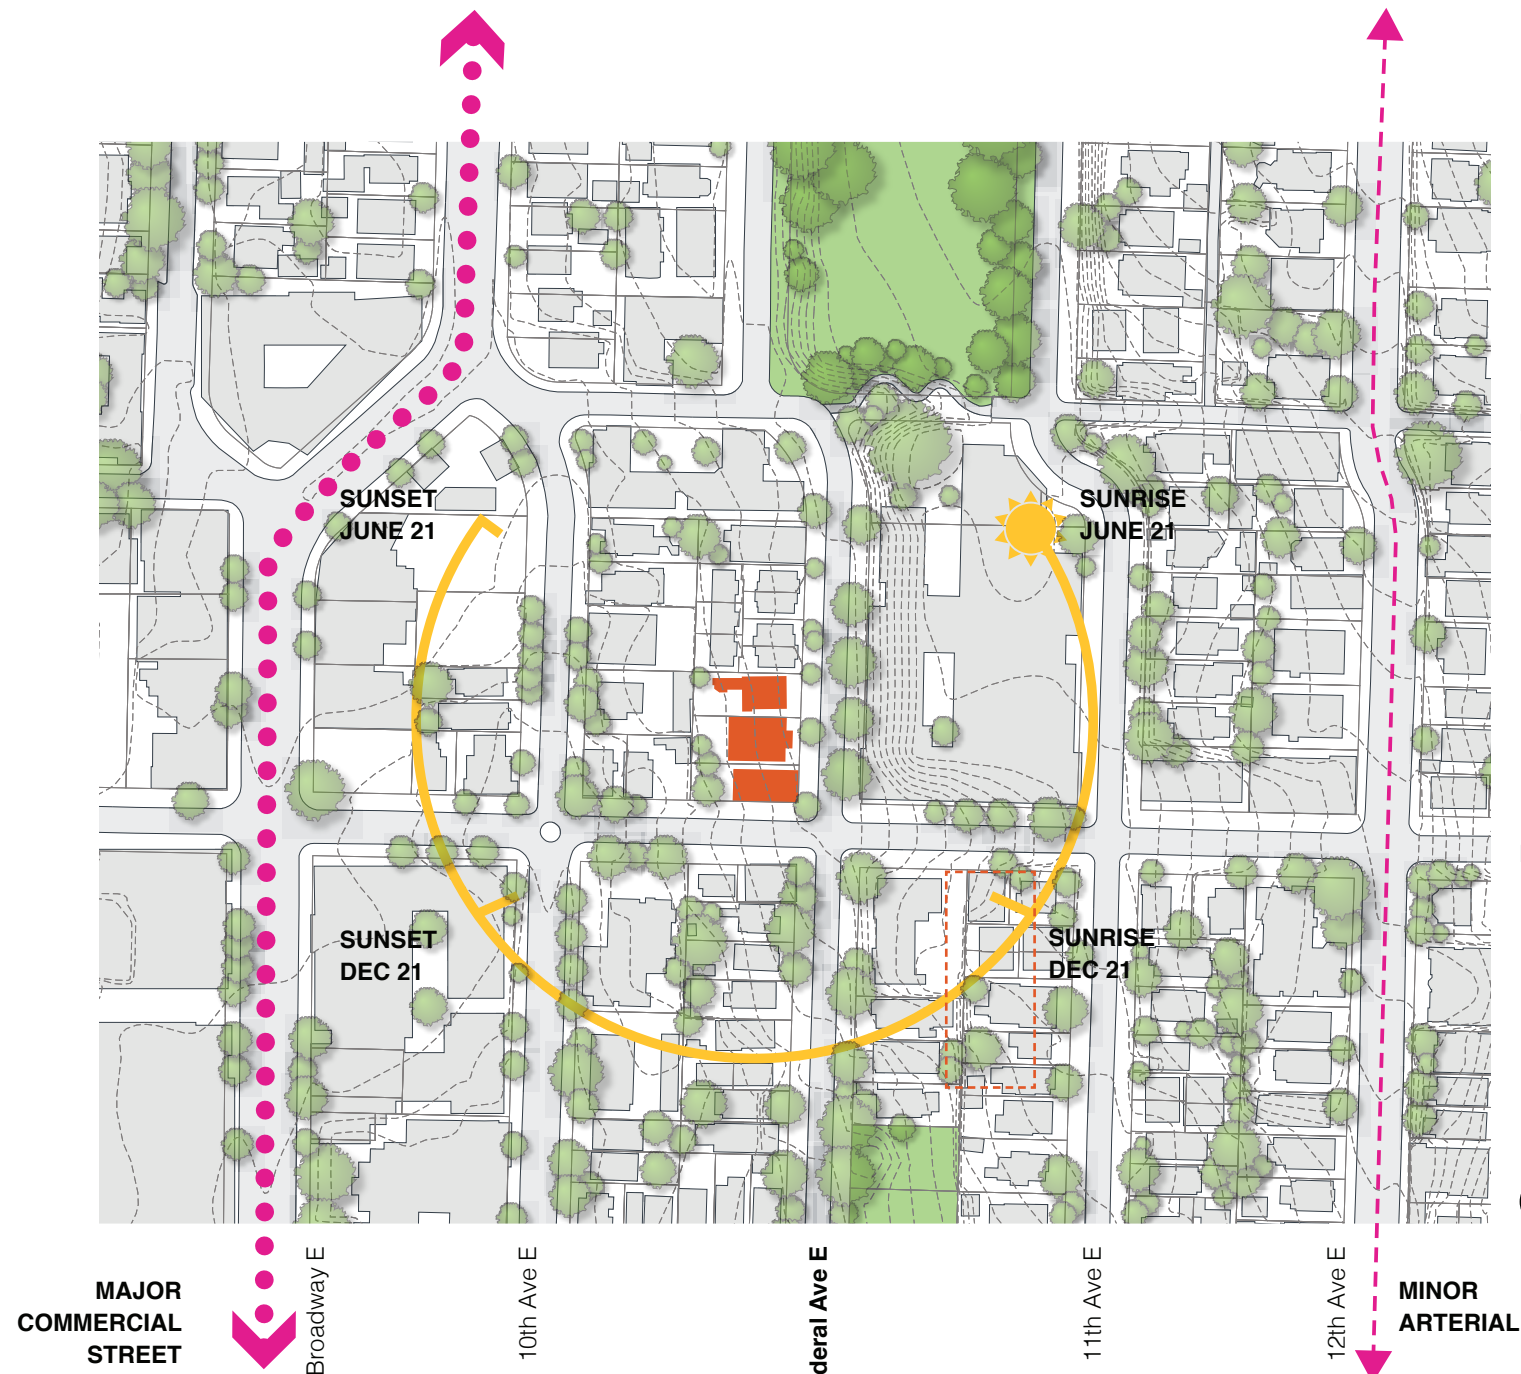 SUNSET
JUNE 21
SUNRISE
JUNE 21
SUNSET
DEC 21
SUNRISE
DEC 21
MAJOR
COMMERCIAL
STREET
Broadway E
10th Ave E
deral Ave E
11th Ave E
12th Ave E
MINOR
ARTERIAL